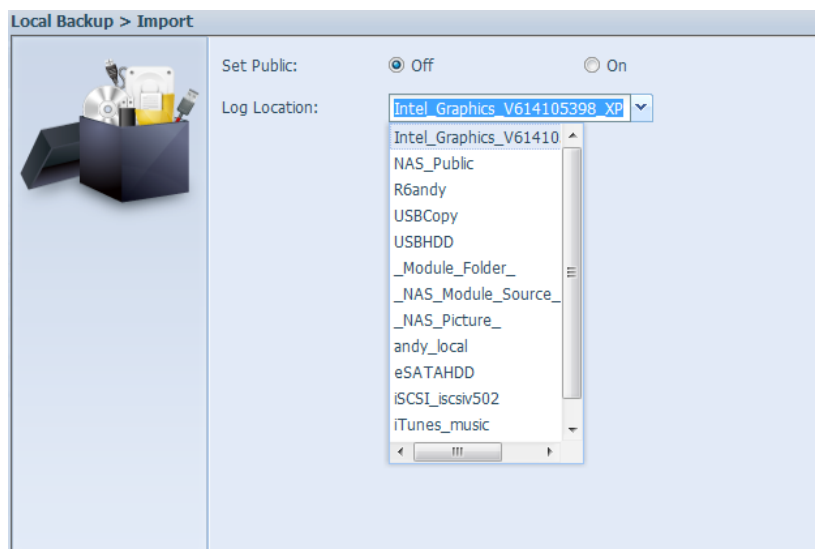 Local Backup > Import
Set Public: Off On
Log Location: Intel_Graphics_V614105398_XP
Intel_Graphics_V61410
NAS_Public
R6andy
USBCopy
USBHDD
_Module_Folder_
_NAS_Module_Source_
_NAS_Picture_
andy_local
eSATAHDD
iSCSI_iscsiv502
iTunes_music